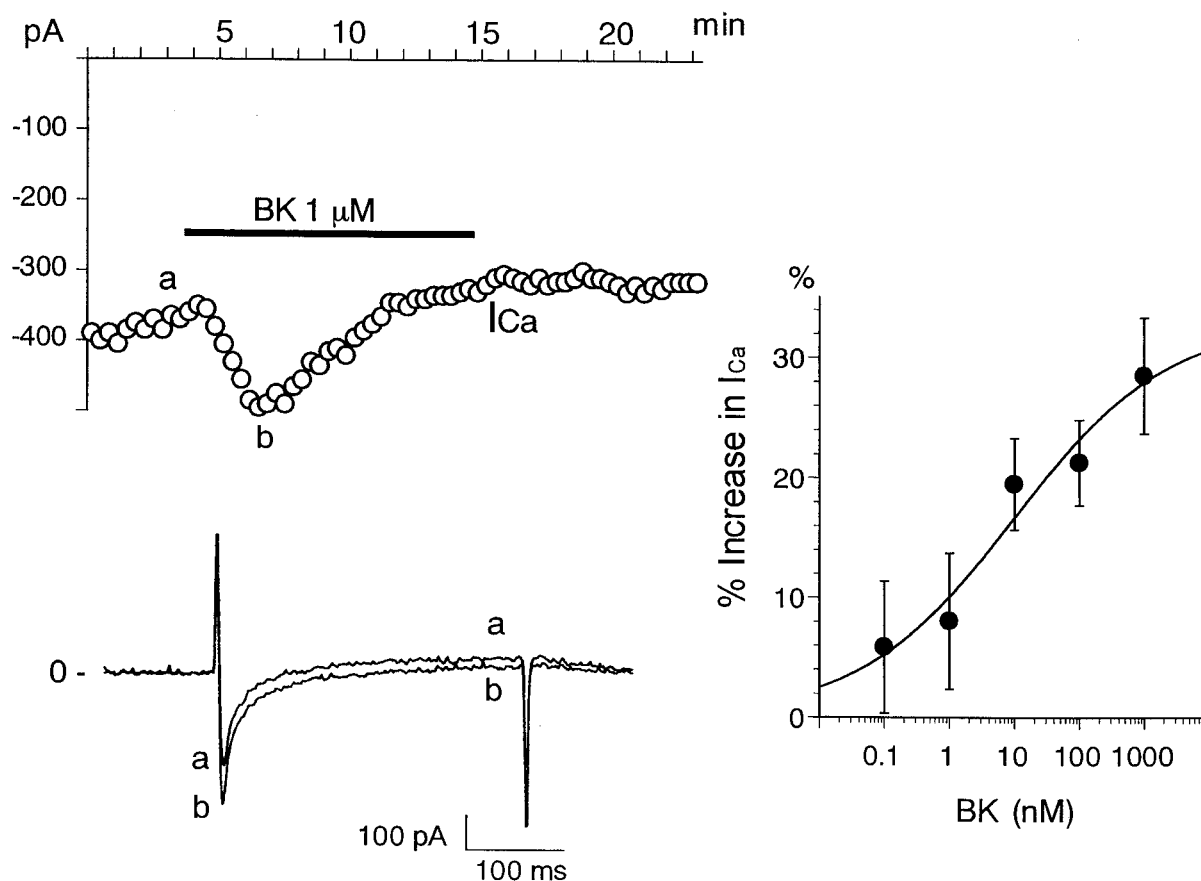 pA 5 10 15 20 min
-100
-200
BK 1 µM
-300
a
ICa
-400
b
a
0 -
b
a
b
100 pA
100 ms
%
30
20
10
0
% Increase in ICa
0.1 1 10 100 1000
BK (nM)